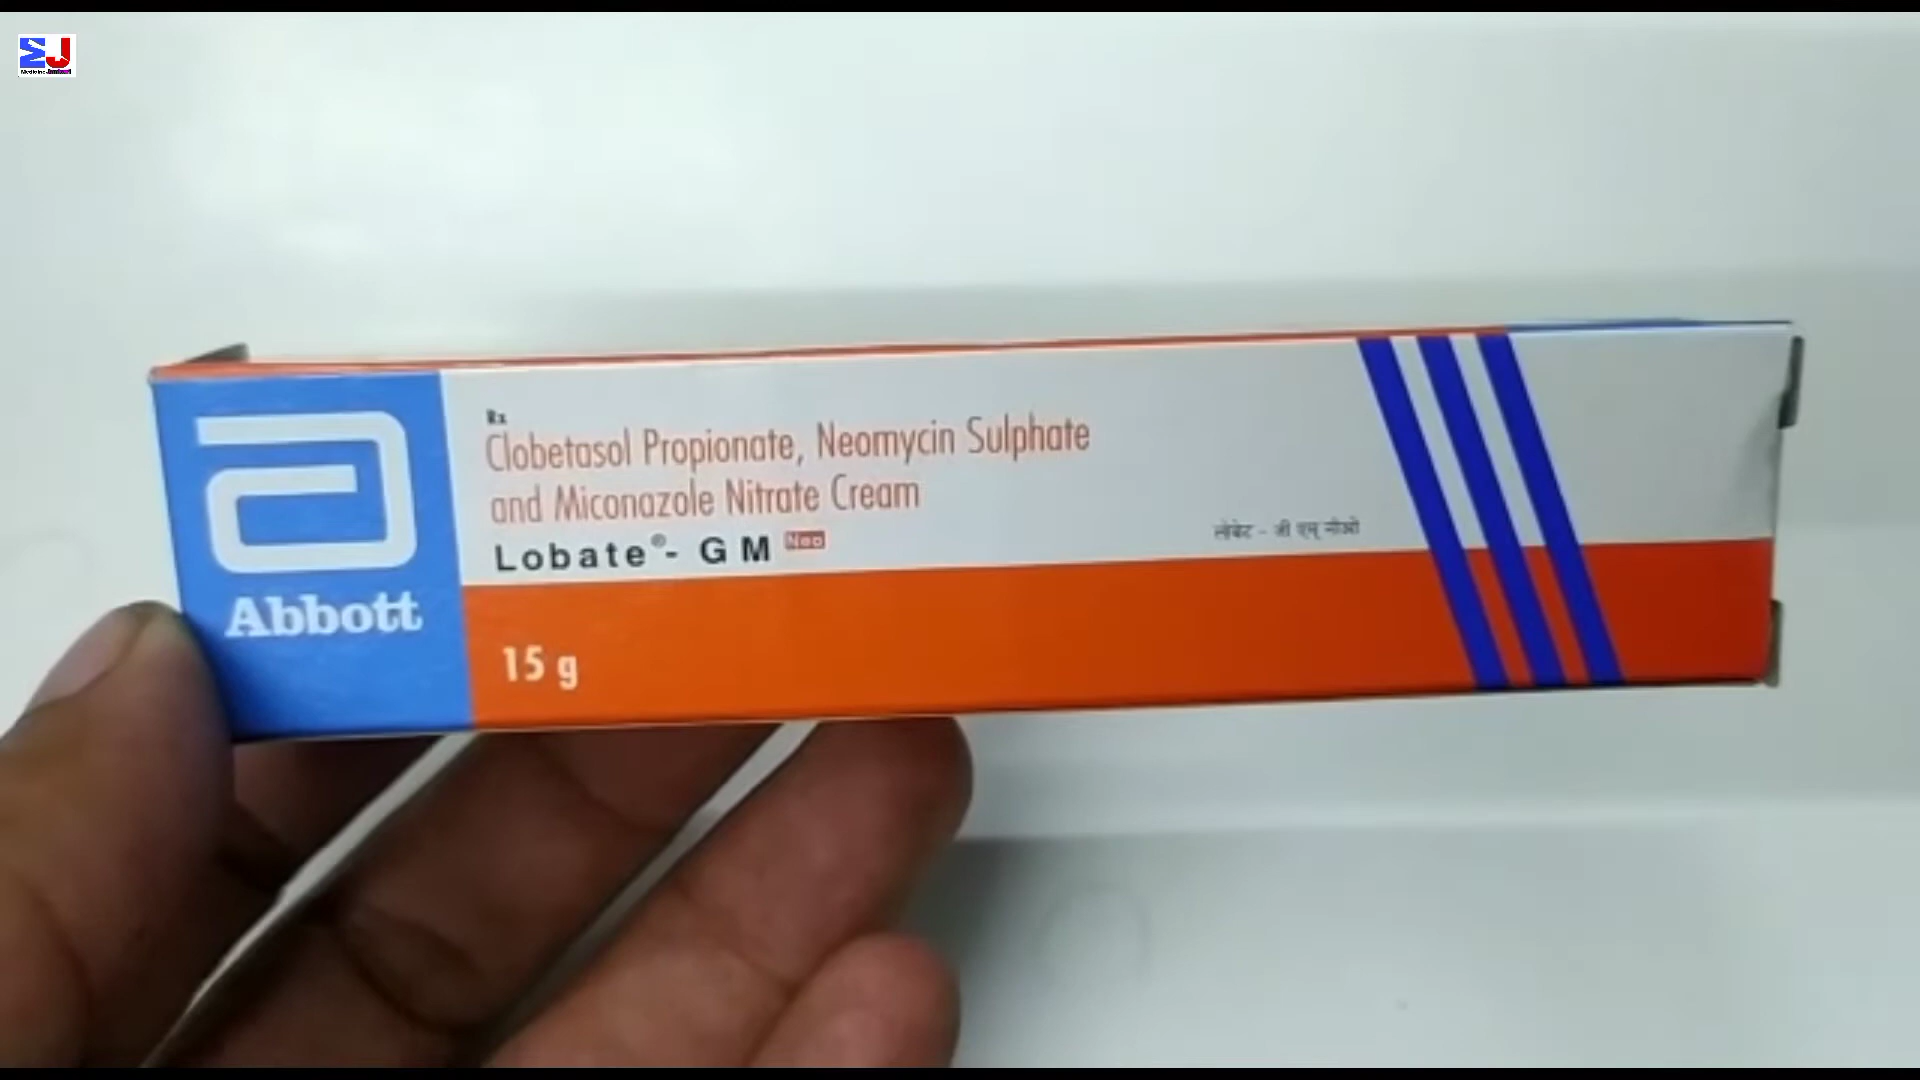 Rx
Clobetasol Propionate, Neomycin Sulphate
and Miconazole Nitrate Cream
Lobate®- GM Neo
लोबेट - जी एम् नीओ
Abbott
15 g